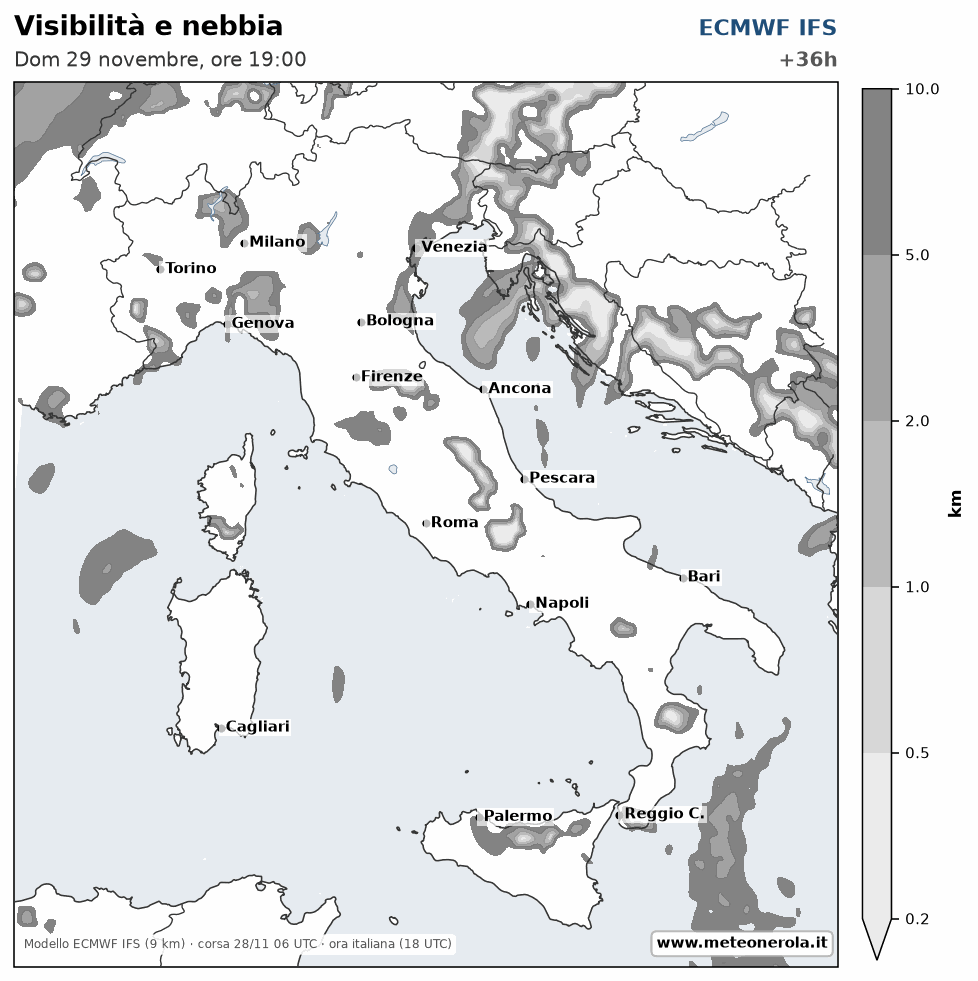 Visibilità e nebbia
ECMWF IFS
Dom 29 novembre, ore 19:00
+36h
10.0
5.0
2.0
1.0
0.5
0.2
km
Milano
Venezia
Torino
Genova
Bologna
Firenze
Ancona
Pescara
Roma
Bari
Napoli
Cagliari
Palermo
Reggio C.
Modello ECMWF IFS (9 km) · corsa 28/11 06 UTC · ora italiana (18 UTC)
www.meteonerola.it